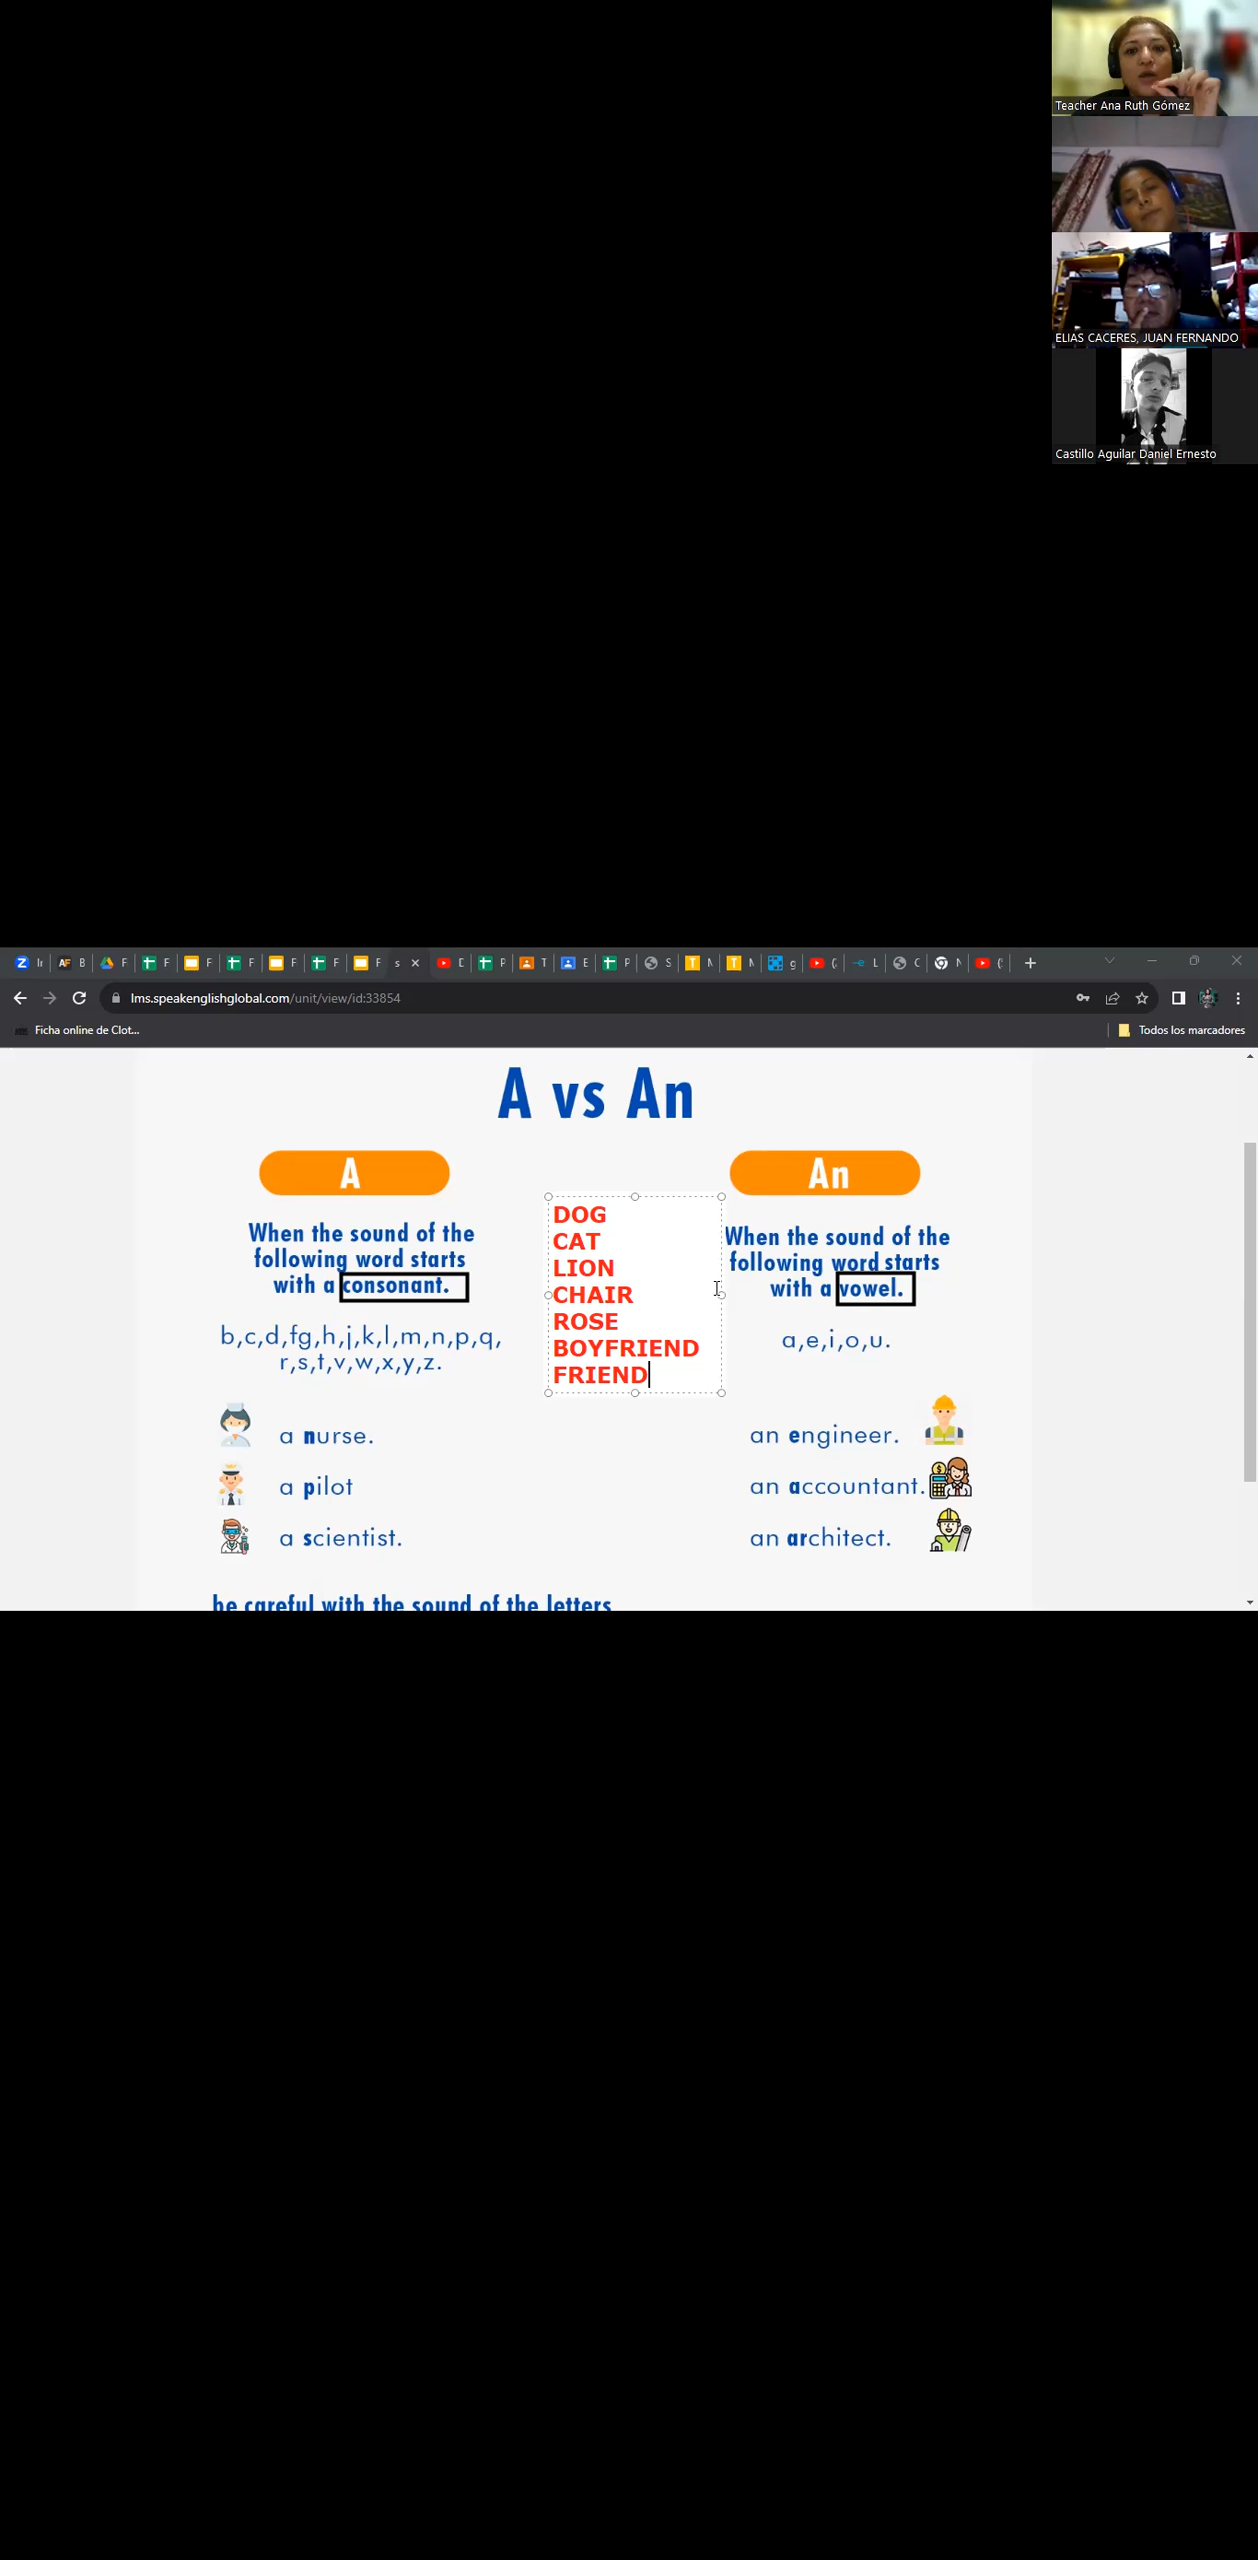 Teacher Ana Ruth Gómez
ELIAS CACERES, JUAN FERNANDO
Castillo Aguilar Daniel Ernesto
lms.speakenglishglobal.com/unit/view/id:33854
Ficha online de Clot...
Todos los marcadores
A vs An
A
When the sound of the
following word starts
with a consonant.
b,c,d,fg,h,j,k,l,m,n,p,q,
r,s,t,v,w,x,y,z.
a nurse.
a pilot
a scientist.
DOG
CAT
LION
CHAIR
ROSE
BOYFRIEND
FRIEND
An
When the sound of the
following word starts
with a vowel.
a,e,i,o,u.
an engineer.
an accountant.
an architect.
be careful with the sound of the letters